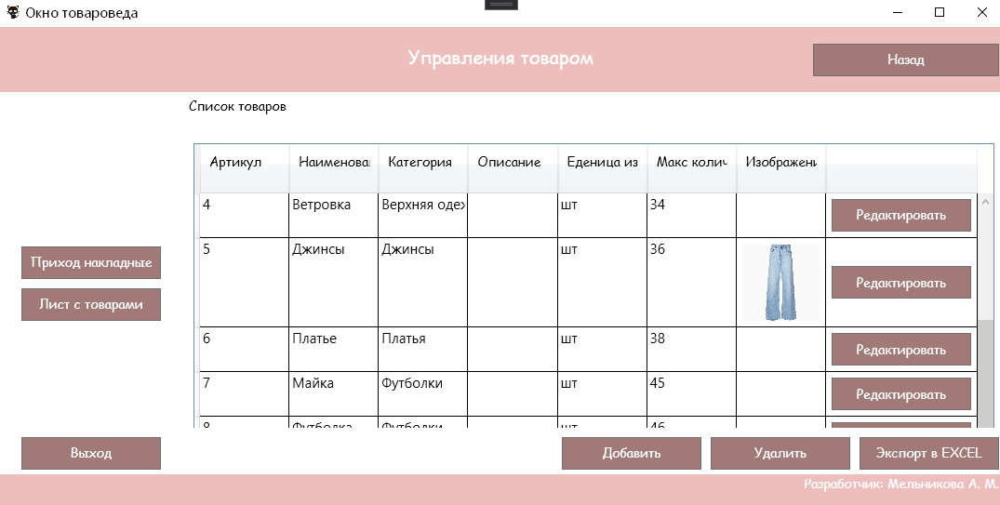 Окно товароведа
Управления товаром
Назад
Список товаров
Артикул Наименова Категория Описание Еденица из Макс колич Изображени
4 Ветровка Верхняя одеж шт 34 Редактировать
5 Джинсы Джинсы шт 36 Редактировать
Приход накладные
Лист с товарами
6 Платье Платья шт 38 Редактировать
7 Майка Футболки шт 45 Редактировать
8 Футболка Футболки шт 46
Выход Добавить Удалить Экспорт в EXCEL
Разработчик: Мельникова А. М.